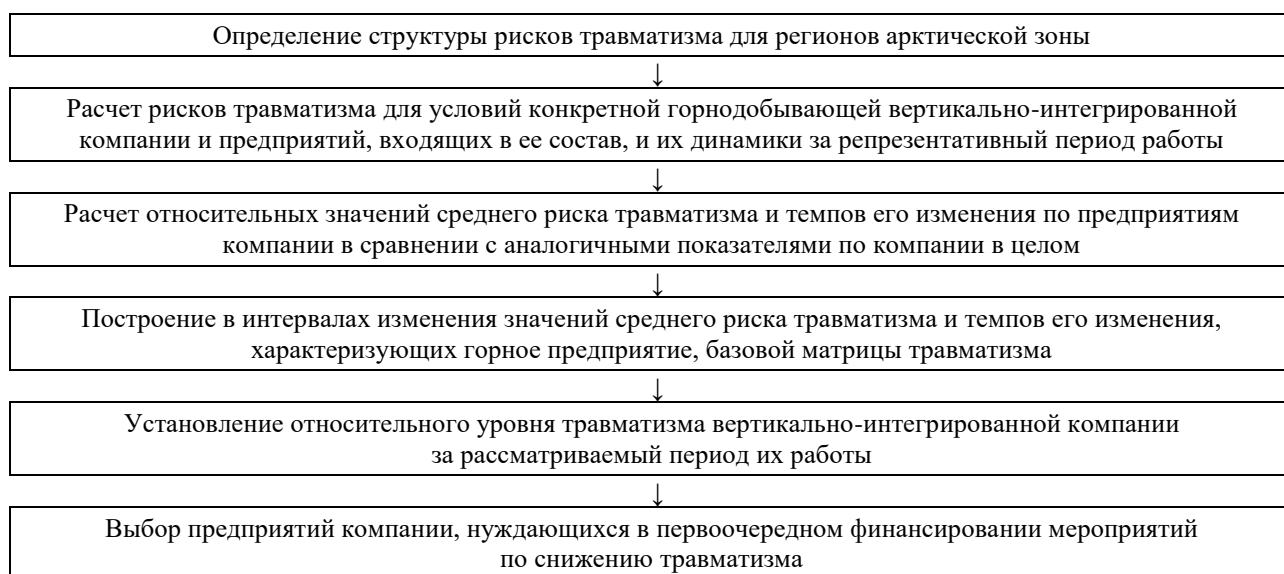 Определение структуры рисков травматизма для регионов арктической зоны
↓
Расчет рисков травматизма для условий конкретной горнодобывающей вертикально-интегрированной
компании и предприятий, входящих в ее состав, и их динамики за репрезентативный период работы
↓
Расчет относительных значений среднего риска травматизма и темпов его изменения по предприятиям
компании в сравнении с аналогичными показателями по компании в целом
↓
Построение в интервалах изменения значений среднего риска травматизма и темпов его изменения,
характеризующих горное предприятие, базовой матрицы травматизма
↓
Установление относительного уровня травматизма вертикально-интегрированной компании
за рассматриваемый период их работы
↓
Выбор предприятий компании, нуждающихся в первоочередном финансировании мероприятий
по снижению травматизма